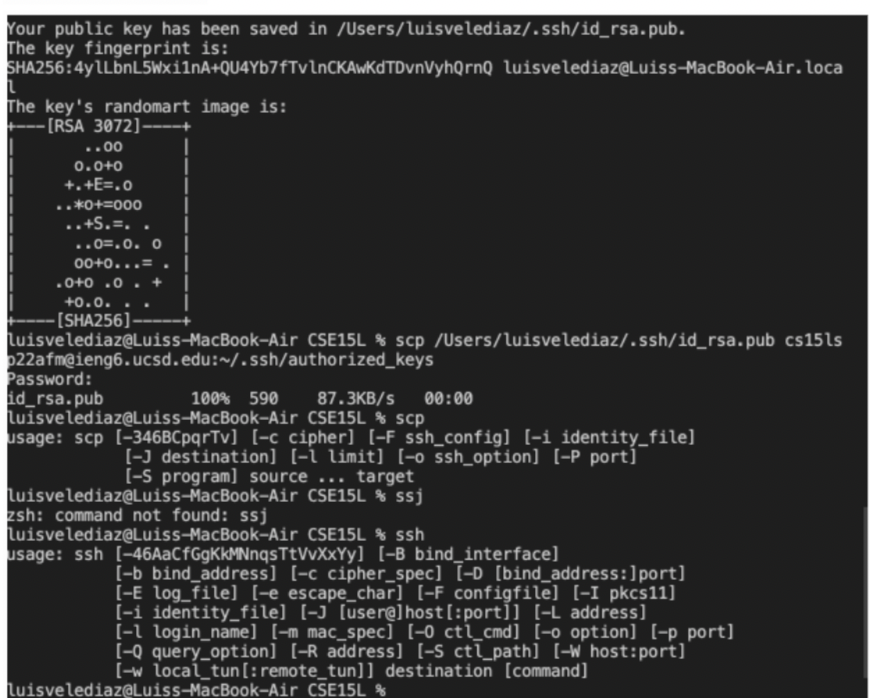 Your public key has been saved in /Users/luisvelediaz/.ssh/id_rsa.pub.
The key fingerprint is:
SHA256:4ylLbnL5Wxi1nA+QU4Yb7fTvlnCKAwKdTDvnVyhQrnQ luisvelediaz@Luiss-MacBook-Air.loca
l
The key's randomart image is:
+---[RSA 3072]----+
|        ..oo     |
|       o.o+o     |
|      +.+E=.o    |
|     ..*o+=ooo   |
|      ..+S.=. .  |
|       ..o=.o. o |
|       oo+o...= .|
|     .o+o .o . + |
|      +o.o. . .  |
+----[SHA256]-----+
luisvelediaz@Luiss-MacBook-Air CSE15L % scp /Users/luisvelediaz/.ssh/id_rsa.pub cs15ls
p22afm@ieng6.ucsd.edu:~/.ssh/authorized_keys
Password:
id_rsa.pub          100%  590    87.3KB/s   00:00
luisvelediaz@Luiss-MacBook-Air CSE15L % scp
usage: scp [-346BCpqrTv] [-c cipher] [-F ssh_config] [-i identity_file]
           [-J destination] [-l limit] [-o ssh_option] [-P port]
           [-S program] source ... target
luisvelediaz@Luiss-MacBook-Air CSE15L % ssj
zsh: command not found: ssj
luisvelediaz@Luiss-MacBook-Air CSE15L % ssh
usage: ssh [-46AaCfGgKkMNnqsTtVvXxYy] [-B bind_interface]
           [-b bind_address] [-c cipher_spec] [-D [bind_address:]port]
           [-E log_file] [-e escape_char] [-F configfile] [-I pkcs11]
           [-i identity_file] [-J [user@]host[:port]] [-L address]
           [-l login_name] [-m mac_spec] [-O ctl_cmd] [-o option] [-p port]
           [-Q query_option] [-R address] [-S ctl_path] [-W host:port]
           [-w local_tun[:remote_tun]] destination [command]
luisvelediaz@Luiss-MacBook-Air CSE15L %